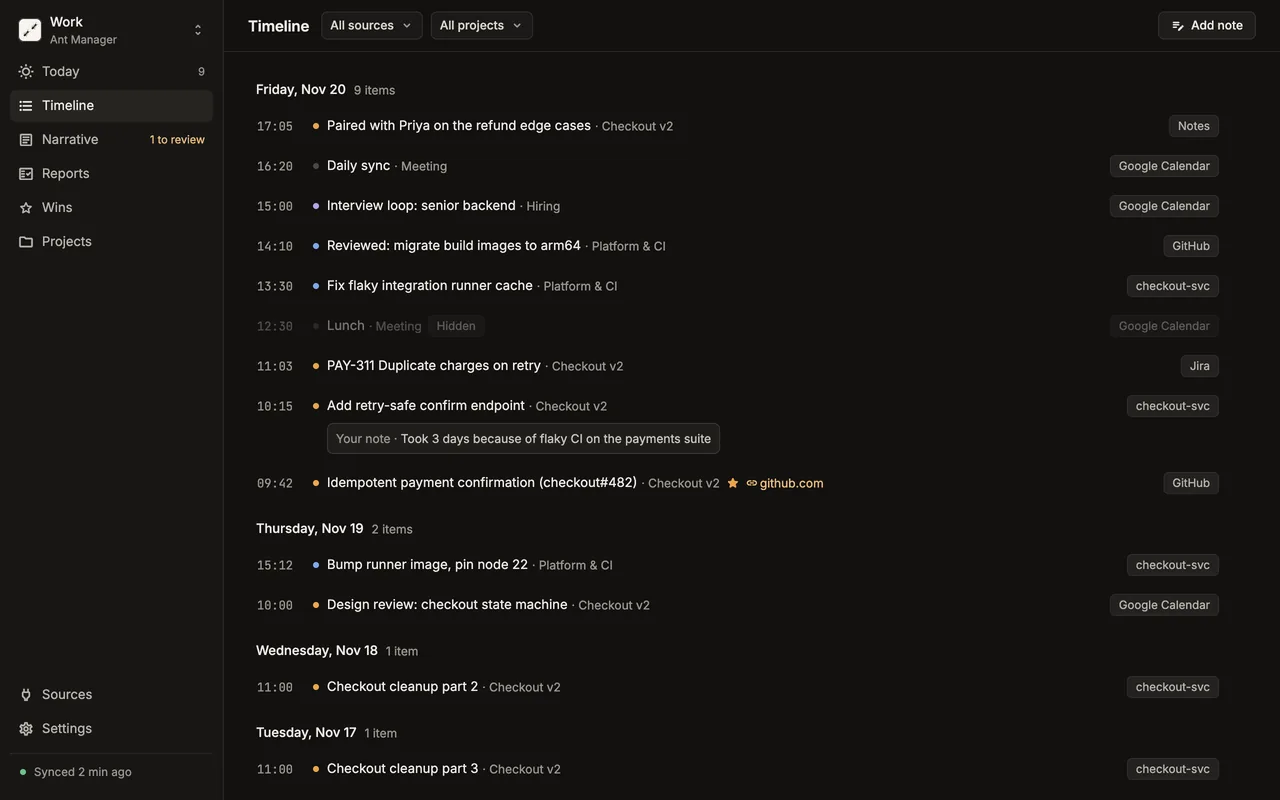 Work
Ant Manager
Today 9
Timeline
Narrative 1 to review
Reports
Wins
Projects
Sources
Settings
Synced 2 min ago
Timeline All sources All projects Add note
Friday, Nov 20 9 items
17:05 Paired with Priya on the refund edge cases · Checkout v2 Notes
16:20 Daily sync · Meeting Google Calendar
15:00 Interview loop: senior backend · Hiring Google Calendar
14:10 Reviewed: migrate build images to arm64 · Platform & CI GitHub
13:30 Fix flaky integration runner cache · Platform & CI checkout-svc
12:30 Lunch · Meeting Hidden Google Calendar
11:03 PAY-311 Duplicate charges on retry · Checkout v2 Jira
10:15 Add retry-safe confirm endpoint · Checkout v2 checkout-svc
Your note · Took 3 days because of flaky CI on the payments suite
09:42 Idempotent payment confirmation (checkout#482) · Checkout v2 github.com GitHub
Thursday, Nov 19 2 items
15:12 Bump runner image, pin node 22 · Platform & CI checkout-svc
10:00 Design review: checkout state machine · Checkout v2 Google Calendar
Wednesday, Nov 18 1 item
11:00 Checkout cleanup part 2 · Checkout v2 checkout-svc
Tuesday, Nov 17 1 item
11:00 Checkout cleanup part 3 · Checkout v2 checkout-svc